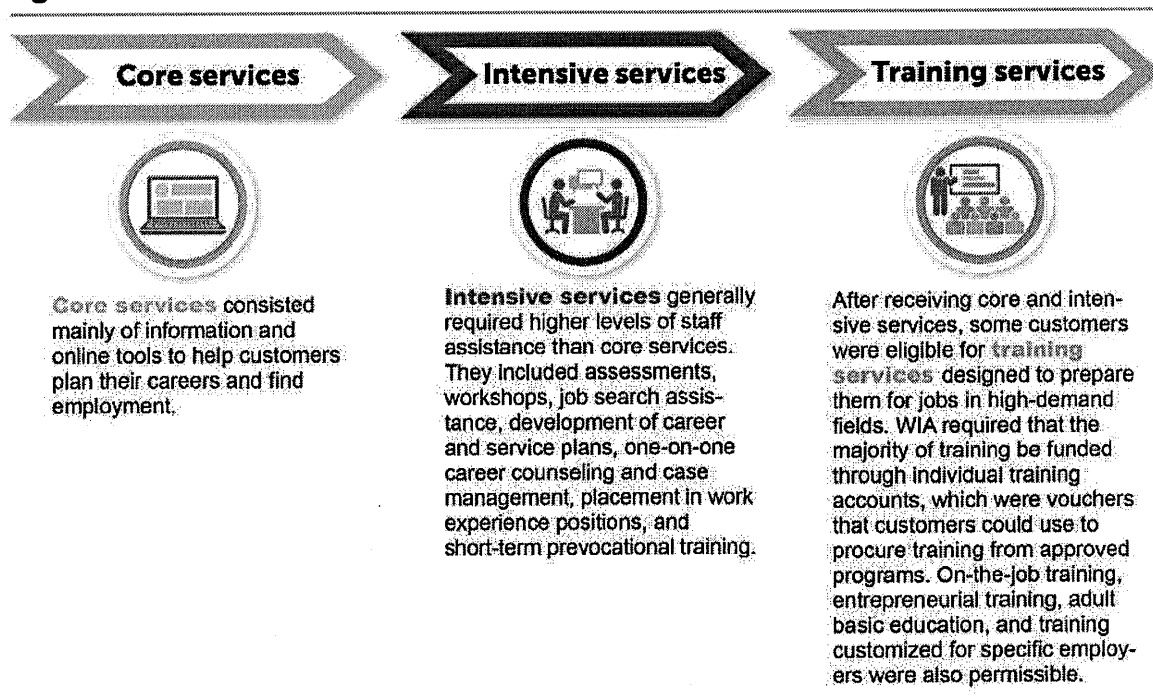 Core services
Intensive services
Training services
Core services consisted
mainly of information and
online tools to help customers
plan their careers and find
employment.
Intensive services generally
required higher levels of staff
assistance than core services.
They included assessments,
workshops, job search assis-
tance, development of career
and service plans, one-on-one
career counseling and case
management, placement in work
experience positions, and
short-term prevocational training.
After receiving core and inten-
sive services, some customers
were eligible for training
services designed to prepare
them for jobs in high-demand
fields. WIA required that the
majority of training be funded
through individual training
accounts, which were vouchers
that customers could use to
procure training from approved
programs. On-the-job training,
entrepreneurial training, adult
basic education, and training
customized for specific employ-
ers were also permissible.